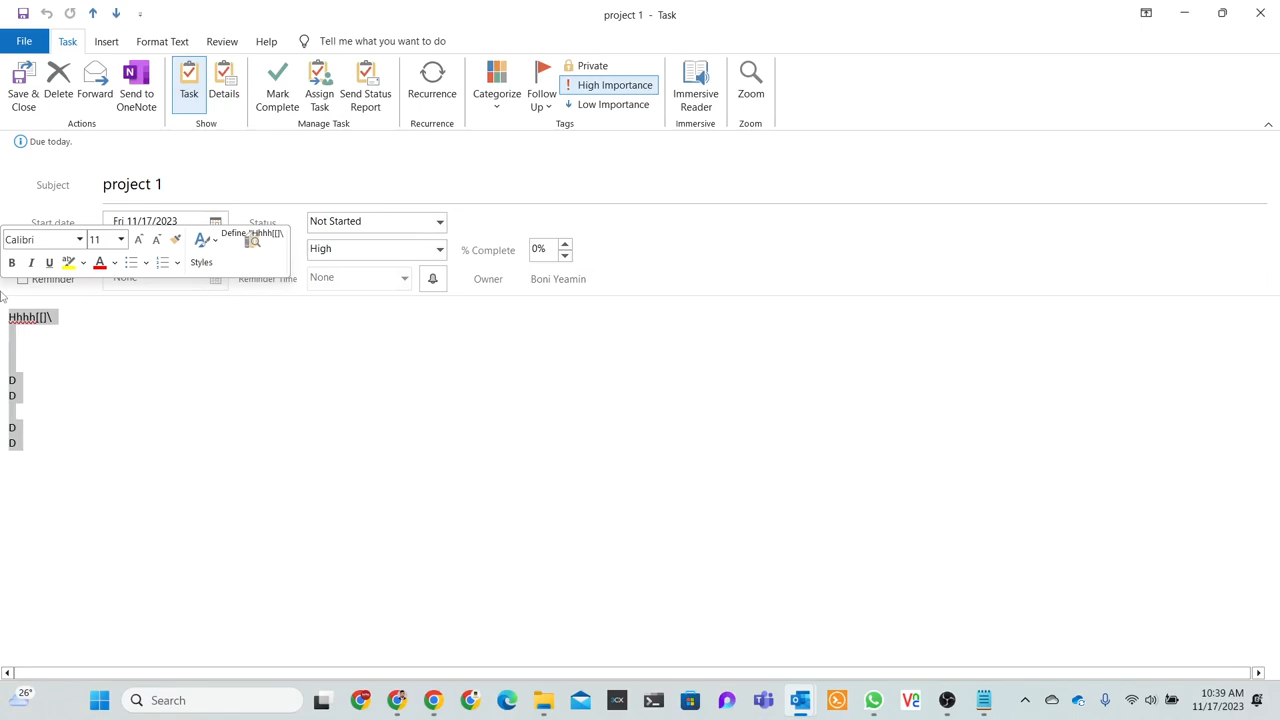 project 1 - Task
File Task Insert Format Text Review Help Tell me what you want to do
Save & Close Delete Forward Send to OneNote Task Details Mark Complete Assign Task Send Status Report Recurrence Categorize Follow Up Private High Importance Low Importance Immersive Reader Zoom
Actions Show Manage Task Recurrence Tags Immersive Zoom
Due today.
Subject project 1
Start date Fri 11/17/2023 Status Not Started
Calibri 11 Define "Hhhh[[]\
High % Complete 0%
B I U A Styles
Reminder None Reminder Time None Owner Boni Yeamin
Hhhh[[]\
D
D
D
D
26° Search 10:39 AM
11/17/2023